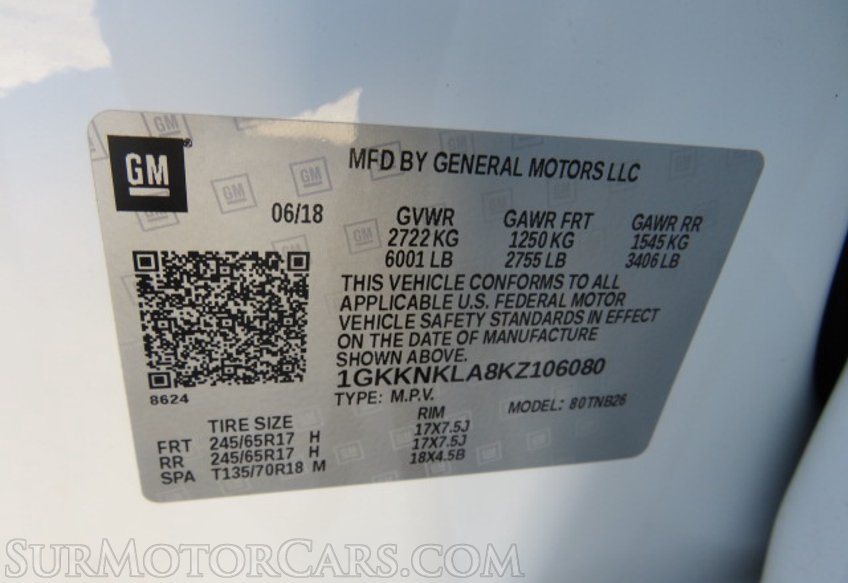 GM
MFD BY GENERAL MOTORS LLC
06/18 GVWR GAWR FRT GAWR RR
2722 KG 1250 KG 1545 KG
6001 LB 2755 LB 3406 LB
THIS VEHICLE CONFORMS TO ALL
APPLICABLE U.S. FEDERAL MOTOR
VEHICLE SAFETY STANDARDS IN EFFECT
ON THE DATE OF MANUFACTURE
SHOWN ABOVE.
1GKKNKLA8KZ106080
8624
TYPE: M.P.V. MODEL: 80TNB26
TIRE SIZE RIM
FRT 245/65R17 H 17X7.5J
RR 245/65R17 H 17X7.5J
SPA T135/70R18 M 18X4.5B
SURMOTORCARS.COM